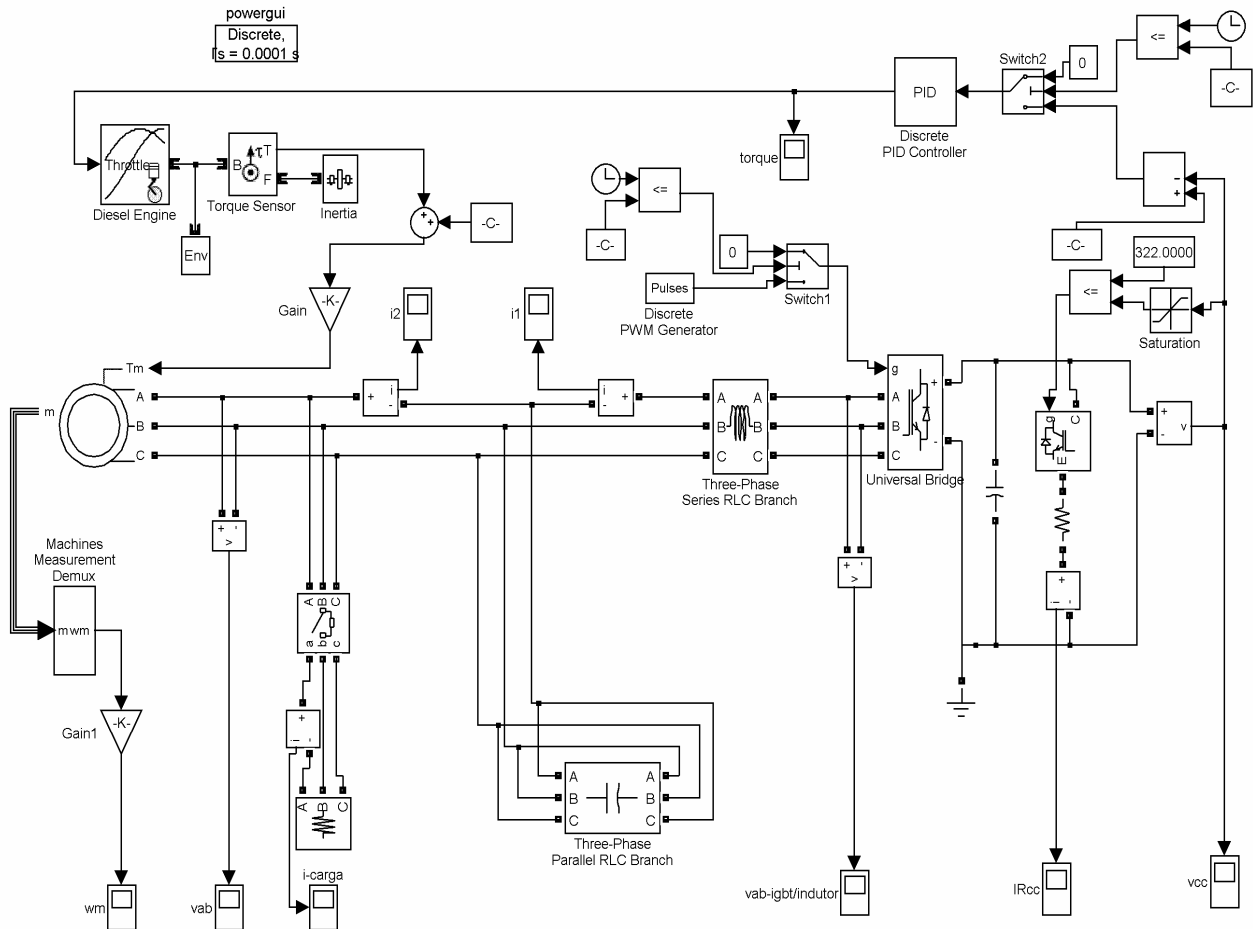 powergui
Discrete,
Ts = 0.0001 s
<=
-C-
Switch2
0
PID
Discrete
PID Controller
torque
Throttle
Diesel Engine
B
T
F
Torque Sensor
Inertia
Env
-C-
<=
-C-
0
Pulses
Discrete
PWM Generator
Switch1
-
+
-C-
322.0000
<=
Saturation
-K-
Gain
i2
i1
Tm
m
A
B
C
i
-
+
i
-
+
A
B
C
A
B
C
Three-Phase
Series RLC Branch
g
A
B
C
+
-
Universal Bridge
g
C
E
+
-
v
+
-
v
+
-
v
+
-
i
Machines
Measurement
Demux
m wm
-K-
Gain1
A
B
C
a
b
c
+
-
i
A
B
C
A
B
C
A
B
C
Three-Phase
Parallel RLC Branch
wm
vab
i-carga
vab-igbt/indutor
IRcc
vcc